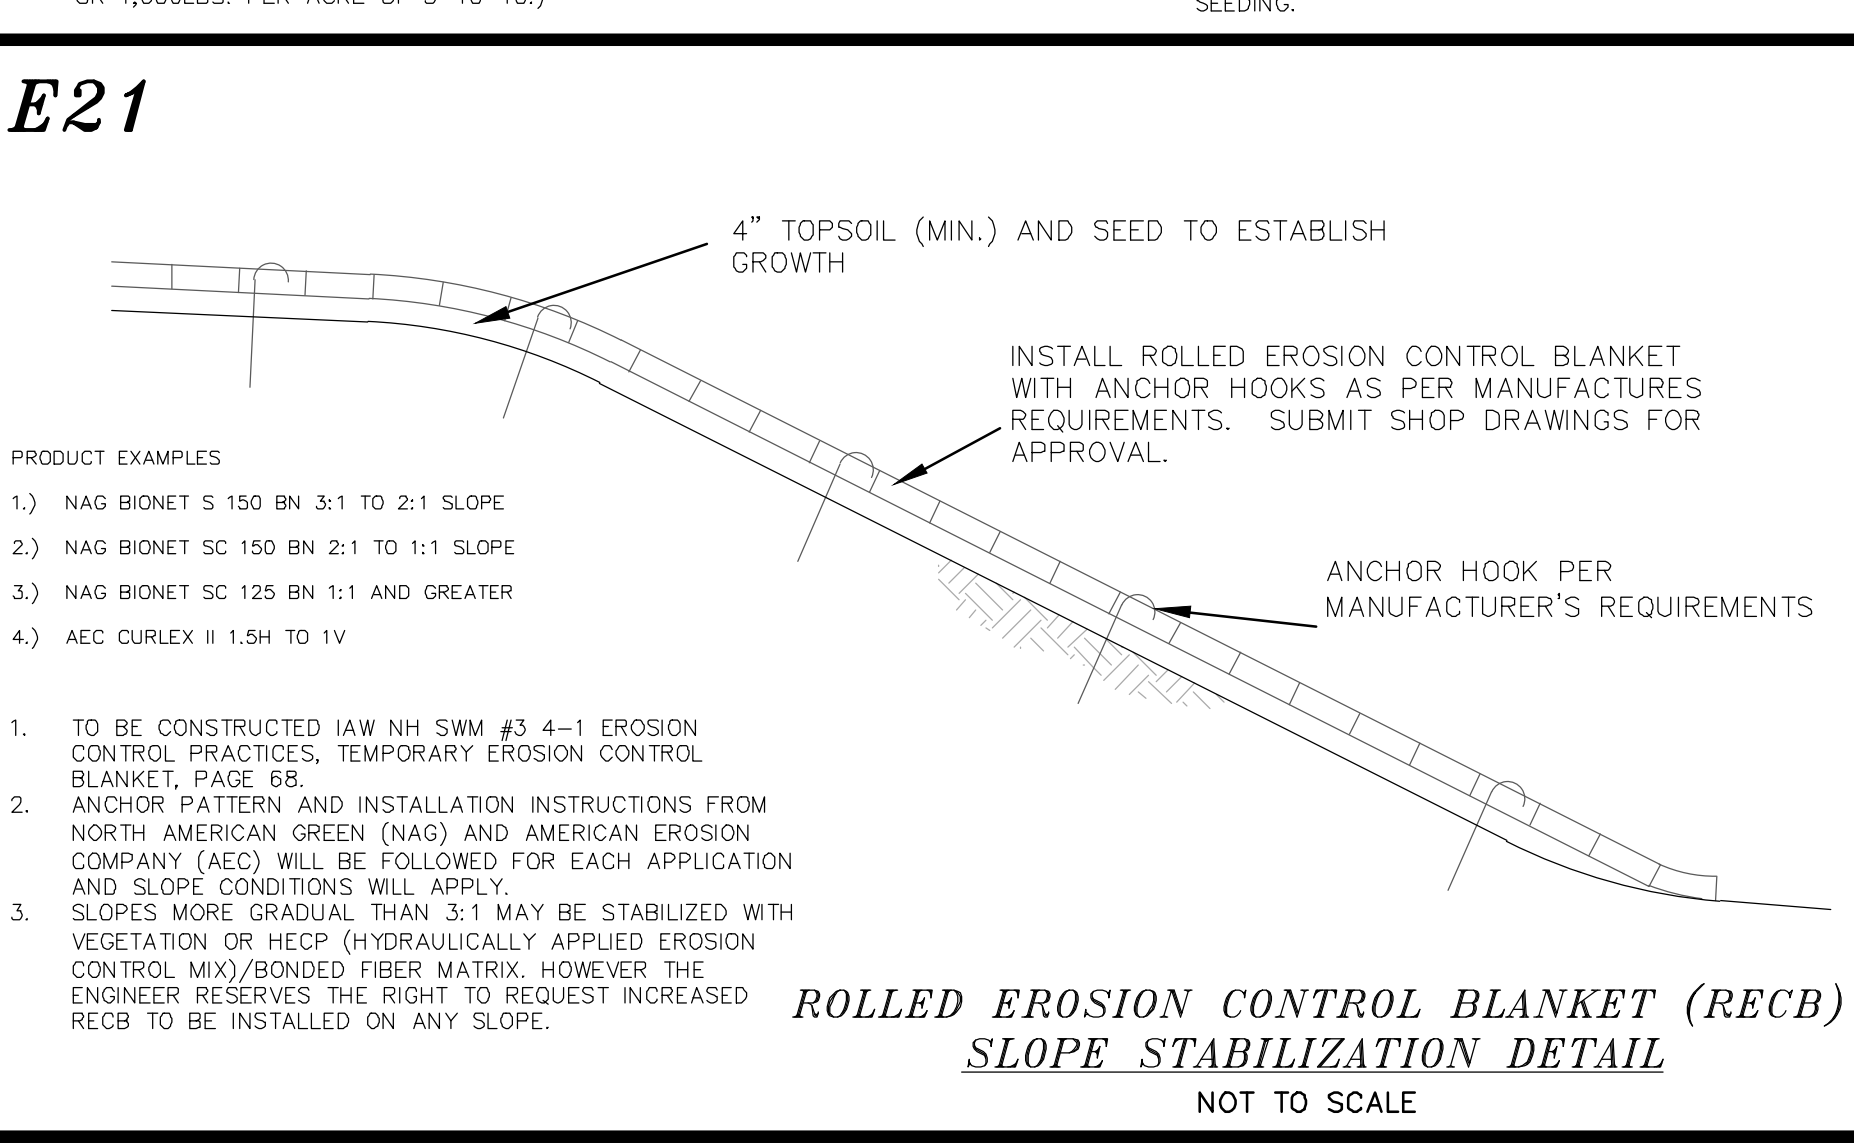 SEEDING.
E21
4” TOPSOIL (MIN.) AND SEED TO ESTABLISH
GROWTH
INSTALL ROLLED EROSION CONTROL BLANKET
WITH ANCHOR HOOKS AS PER MANUFACTURES
REQUIREMENTS. SUBMIT SHOP DRAWINGS FOR
APPROVAL.
ANCHOR HOOK PER
MANUFACTURER'S REQUIREMENTS
PRODUCT EXAMPLES
1.) NAG BIONET S 150 BN 3:1 TO 2:1 SLOPE
2.) NAG BIONET SC 150 BN 2:1 TO 1:1 SLOPE
3.) NAG BIONET SC 125 BN 1:1 AND GREATER
4.) AEC CURLEX II 1.5H TO 1V
1. TO BE CONSTRUCTED IAW NH SWM #3 4-1 EROSION
CONTROL PRACTICES, TEMPORARY EROSION CONTROL
BLANKET, PAGE 68.
2. ANCHOR PATTERN AND INSTALLATION INSTRUCTIONS FROM
NORTH AMERICAN GREEN (NAG) AND AMERICAN EROSION
COMPANY (AEC) WILL BE FOLLOWED FOR EACH APPLICATION
AND SLOPE CONDITIONS WILL APPLY.
3. SLOPES MORE GRADUAL THAN 3:1 MAY BE STABILIZED WITH
VEGETATION OR HECP (HYDRAULICALLY APPLIED EROSION
CONTROL MIX)/BONDED FIBER MATRIX. HOWEVER THE
ENGINEER RESERVES THE RIGHT TO REQUEST INCREASED
RECB TO BE INSTALLED ON ANY SLOPE.
ROLLED EROSION CONTROL BLANKET (RECB)
SLOPE STABILIZATION DETAIL
NOT TO SCALE